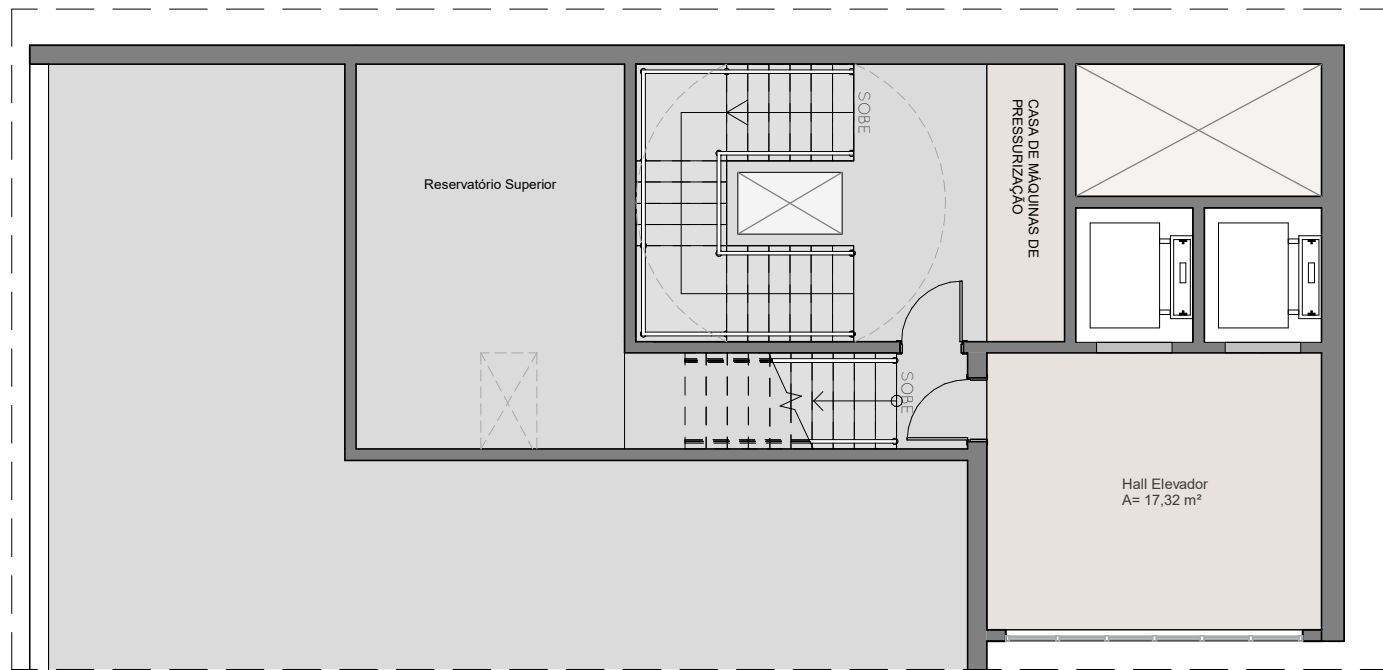 SOBE
CASA DE MÁQUINAS DE
PRESSURIZAÇÃO
Reservatório Superior
SOBE
Hall Elevador
A= 17,32 m²